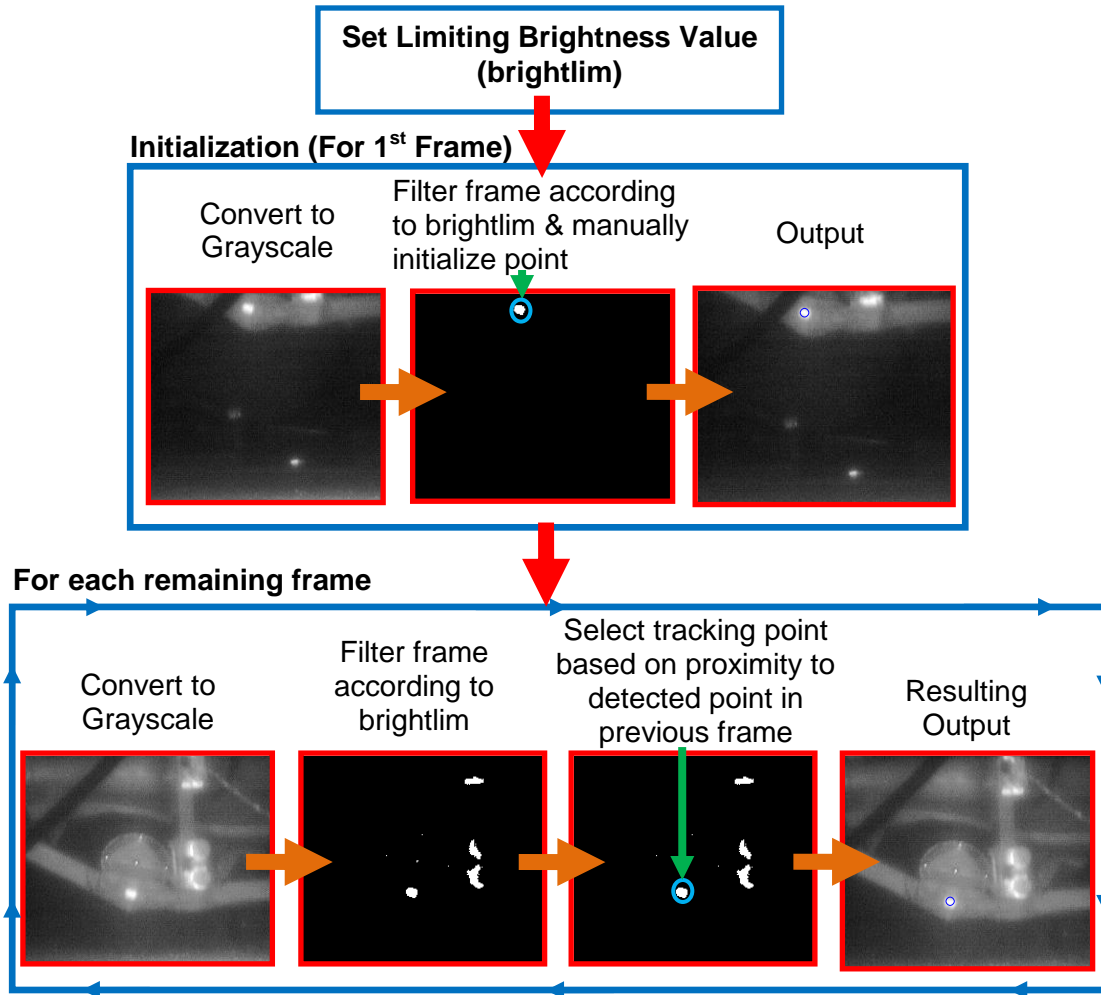 Set Limiting Brightness Value
(brightlim)
Initialization (For 1st Frame)
Convert to
Grayscale
Filter frame according
to brightlim & manually
initialize point
Output
For each remaining frame
Convert to
Grayscale
Filter frame
according to
brightlim
Select tracking point
based on proximity to
detected point in
previous frame
Resulting
Output